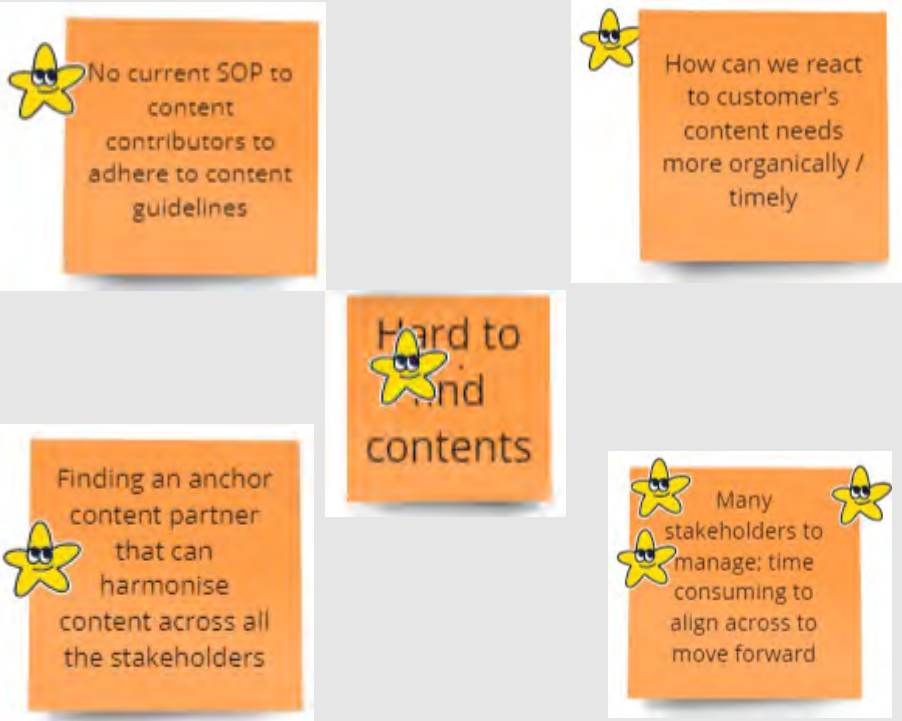 No current SOP to
content
contributors to
adhere to content
guidelines
How can we react
to customer's
content needs
more organically /
timely
Hard to
find
contents
Finding an anchor
content partner
that can
harmonise
content across all
the stakeholders
Many
stakeholders to
manage; time
consuming to
align across to
move forward